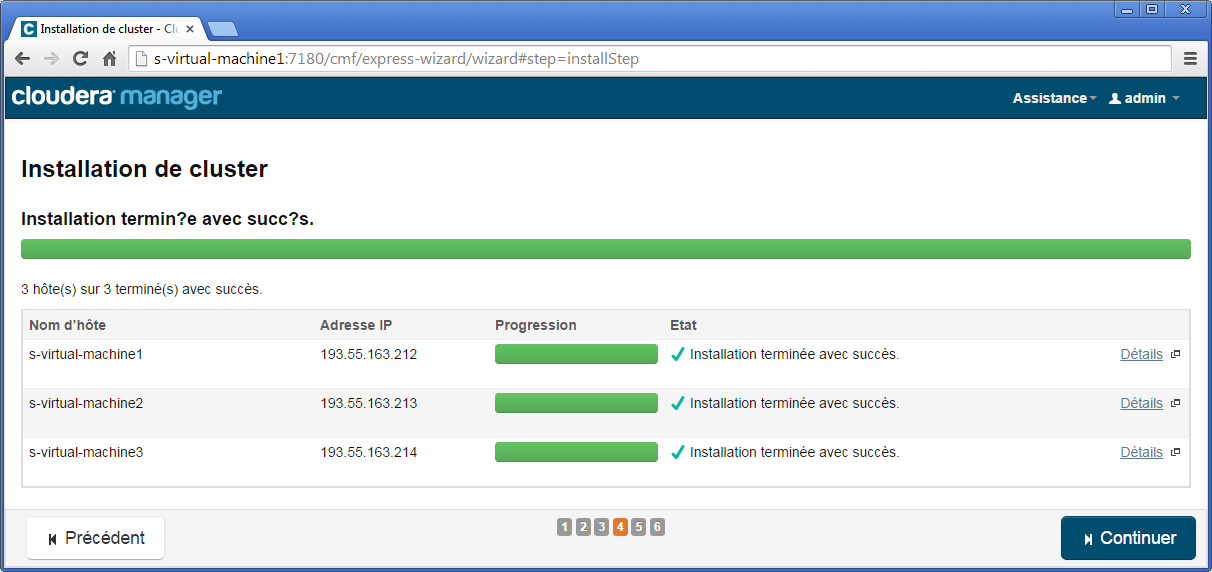 Installation de cluster - Clo
s-virtual-machine1:7180/cmf/express-wizard/wizard#step=installStep
cloudera manager
Assistance admin
Installation de cluster
Installation termin?e avec succ?s.
3 hôte(s) sur 3 terminé(s) avec succès.
Nom d'hôte Adresse IP Progression Etat
s-virtual-machine1 193.55.163.212 Installation terminée avec succès. Détails
s-virtual-machine2 193.55.163.213 Installation terminée avec succès. Détails
s-virtual-machine3 193.55.163.214 Installation terminée avec succès. Détails
Précédent 1 2 3 4 5 6 Continuer